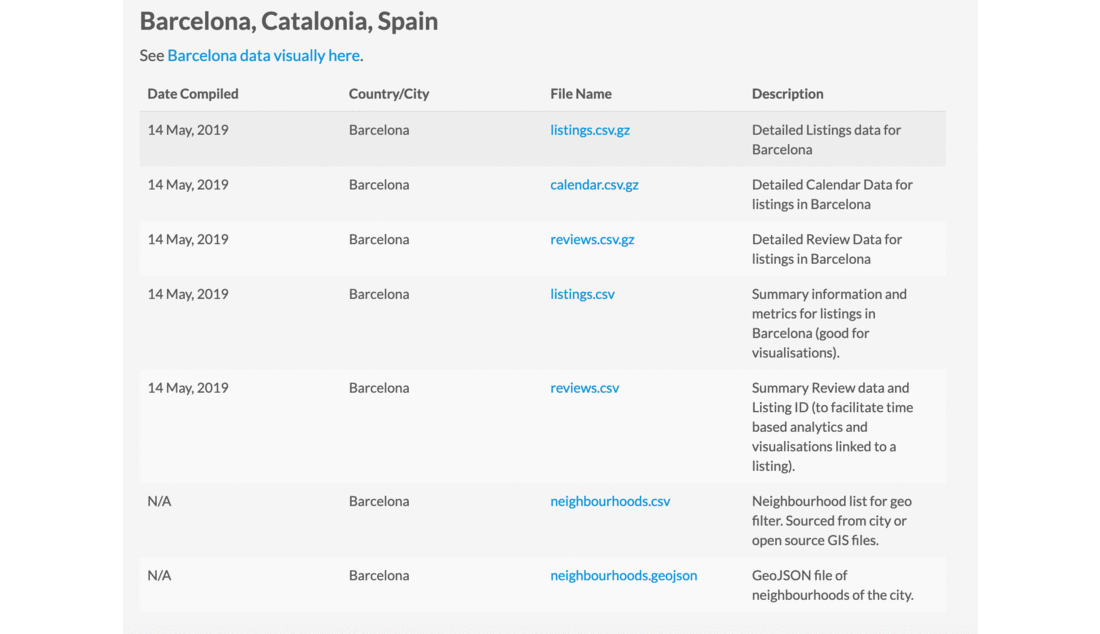 Barcelona, Catalonia, Spain
See Barcelona data visually here.
Date Compiled Country/City File Name Description
14 May, 2019 Barcelona listings.csv.gz Detailed Listings data for
Barcelona
14 May, 2019 Barcelona calendar.csv.gz Detailed Calendar Data for
listings in Barcelona
14 May, 2019 Barcelona reviews.csv.gz Detailed Review Data for
listings in Barcelona
14 May, 2019 Barcelona listings.csv Summary information and
metrics for listings in
Barcelona (good for
visualisations).
14 May, 2019 Barcelona reviews.csv Summary Review data and
Listing ID (to facilitate time
based analytics and
visualisations linked to a
listing).
N/A Barcelona neighbourhoods.csv Neighbourhood list for geo
filter. Sourced from city or
open source GIS files.
N/A Barcelona neighbourhoods.geojson GeoJSON file of
neighbourhoods of the city.